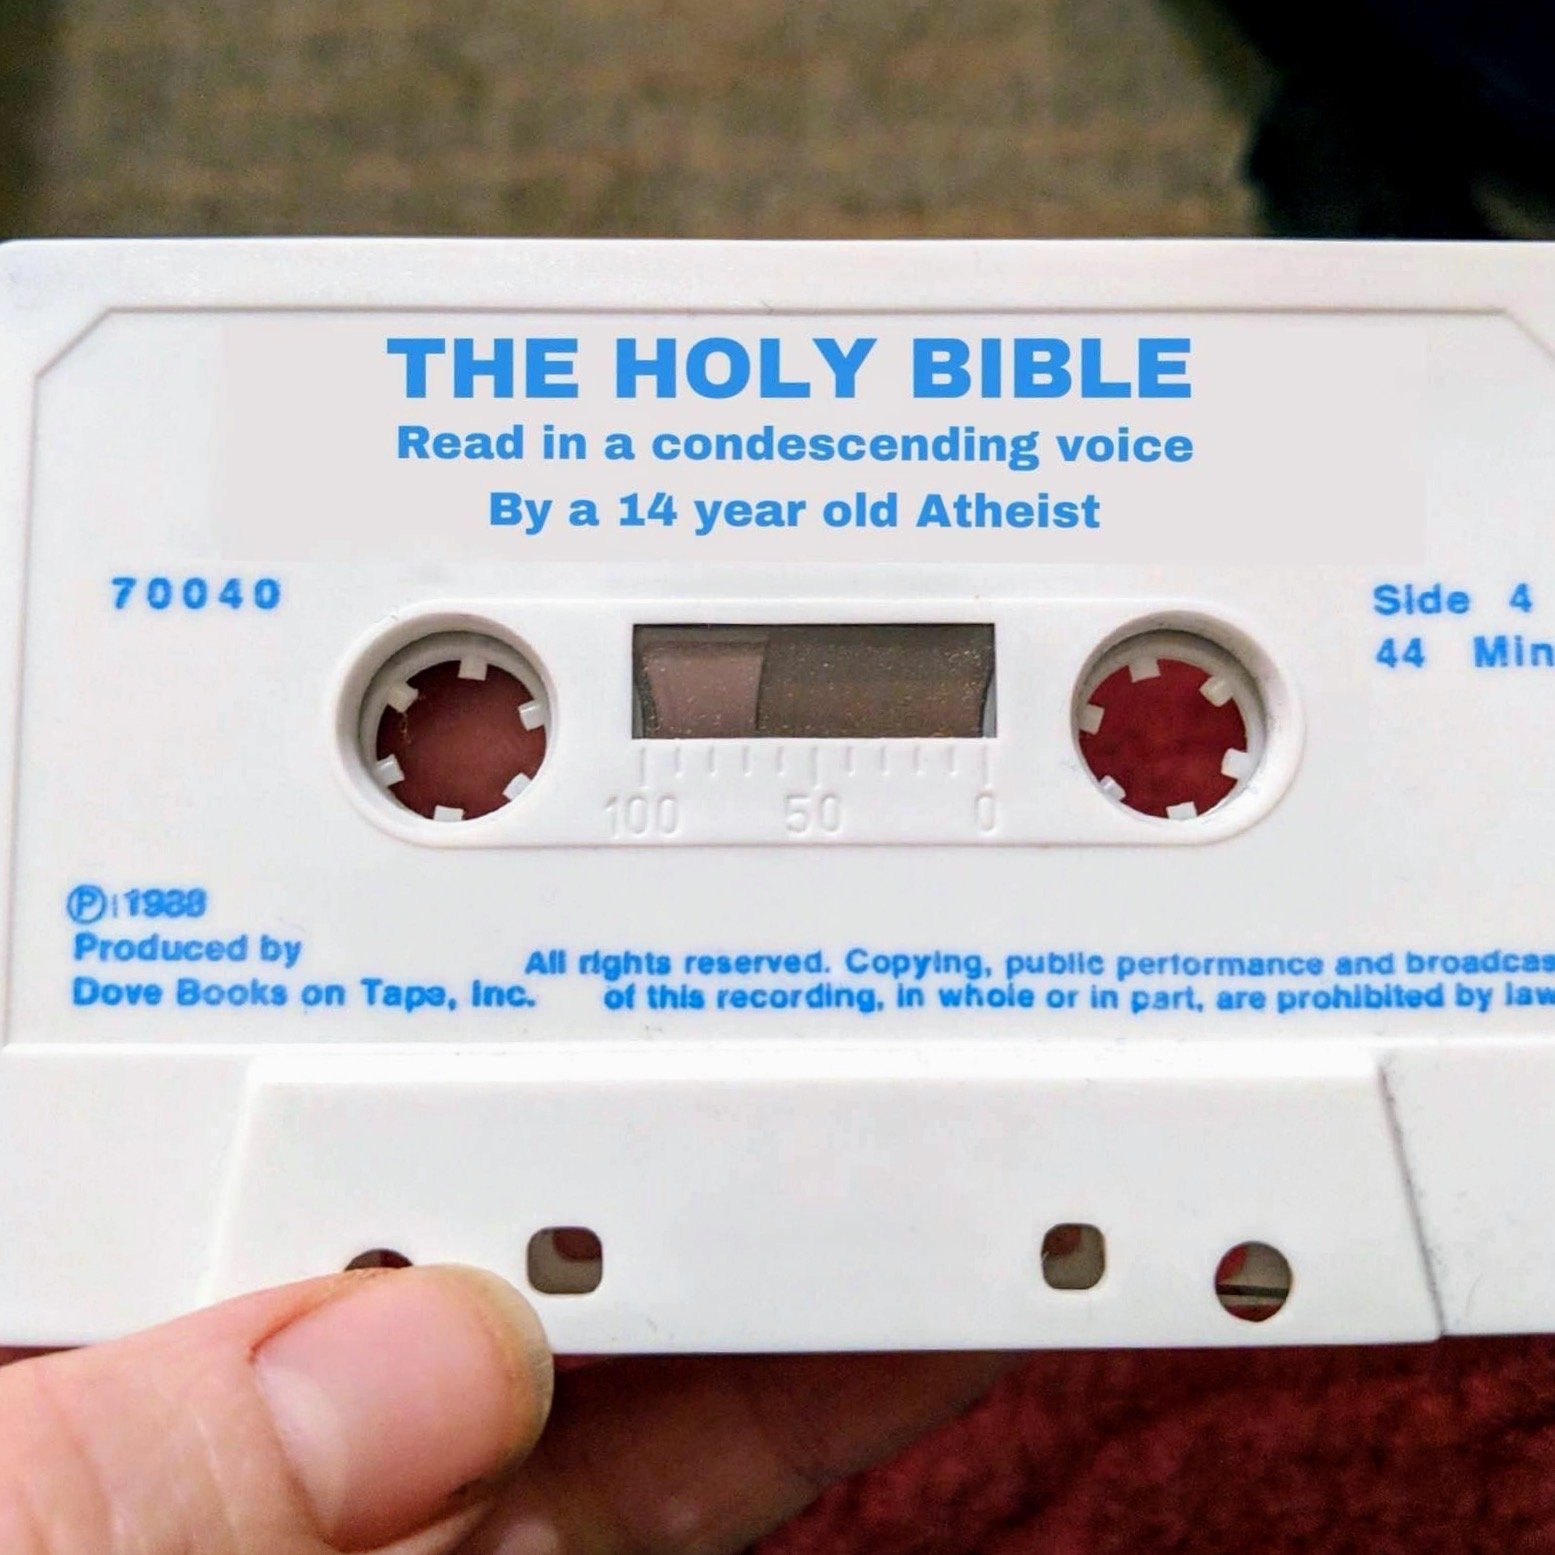 THE HOLY BIBLE
Read in a condescending voice
By a 14 year old Atheist
70040
Side 4
44 Min
100 50 0
Ⓟ 1988
Produced by
Dove Books on Tape, Inc.
All rights reserved. Copying, public performance and broadcas
of this recording, in whole or in part, are prohibited by law